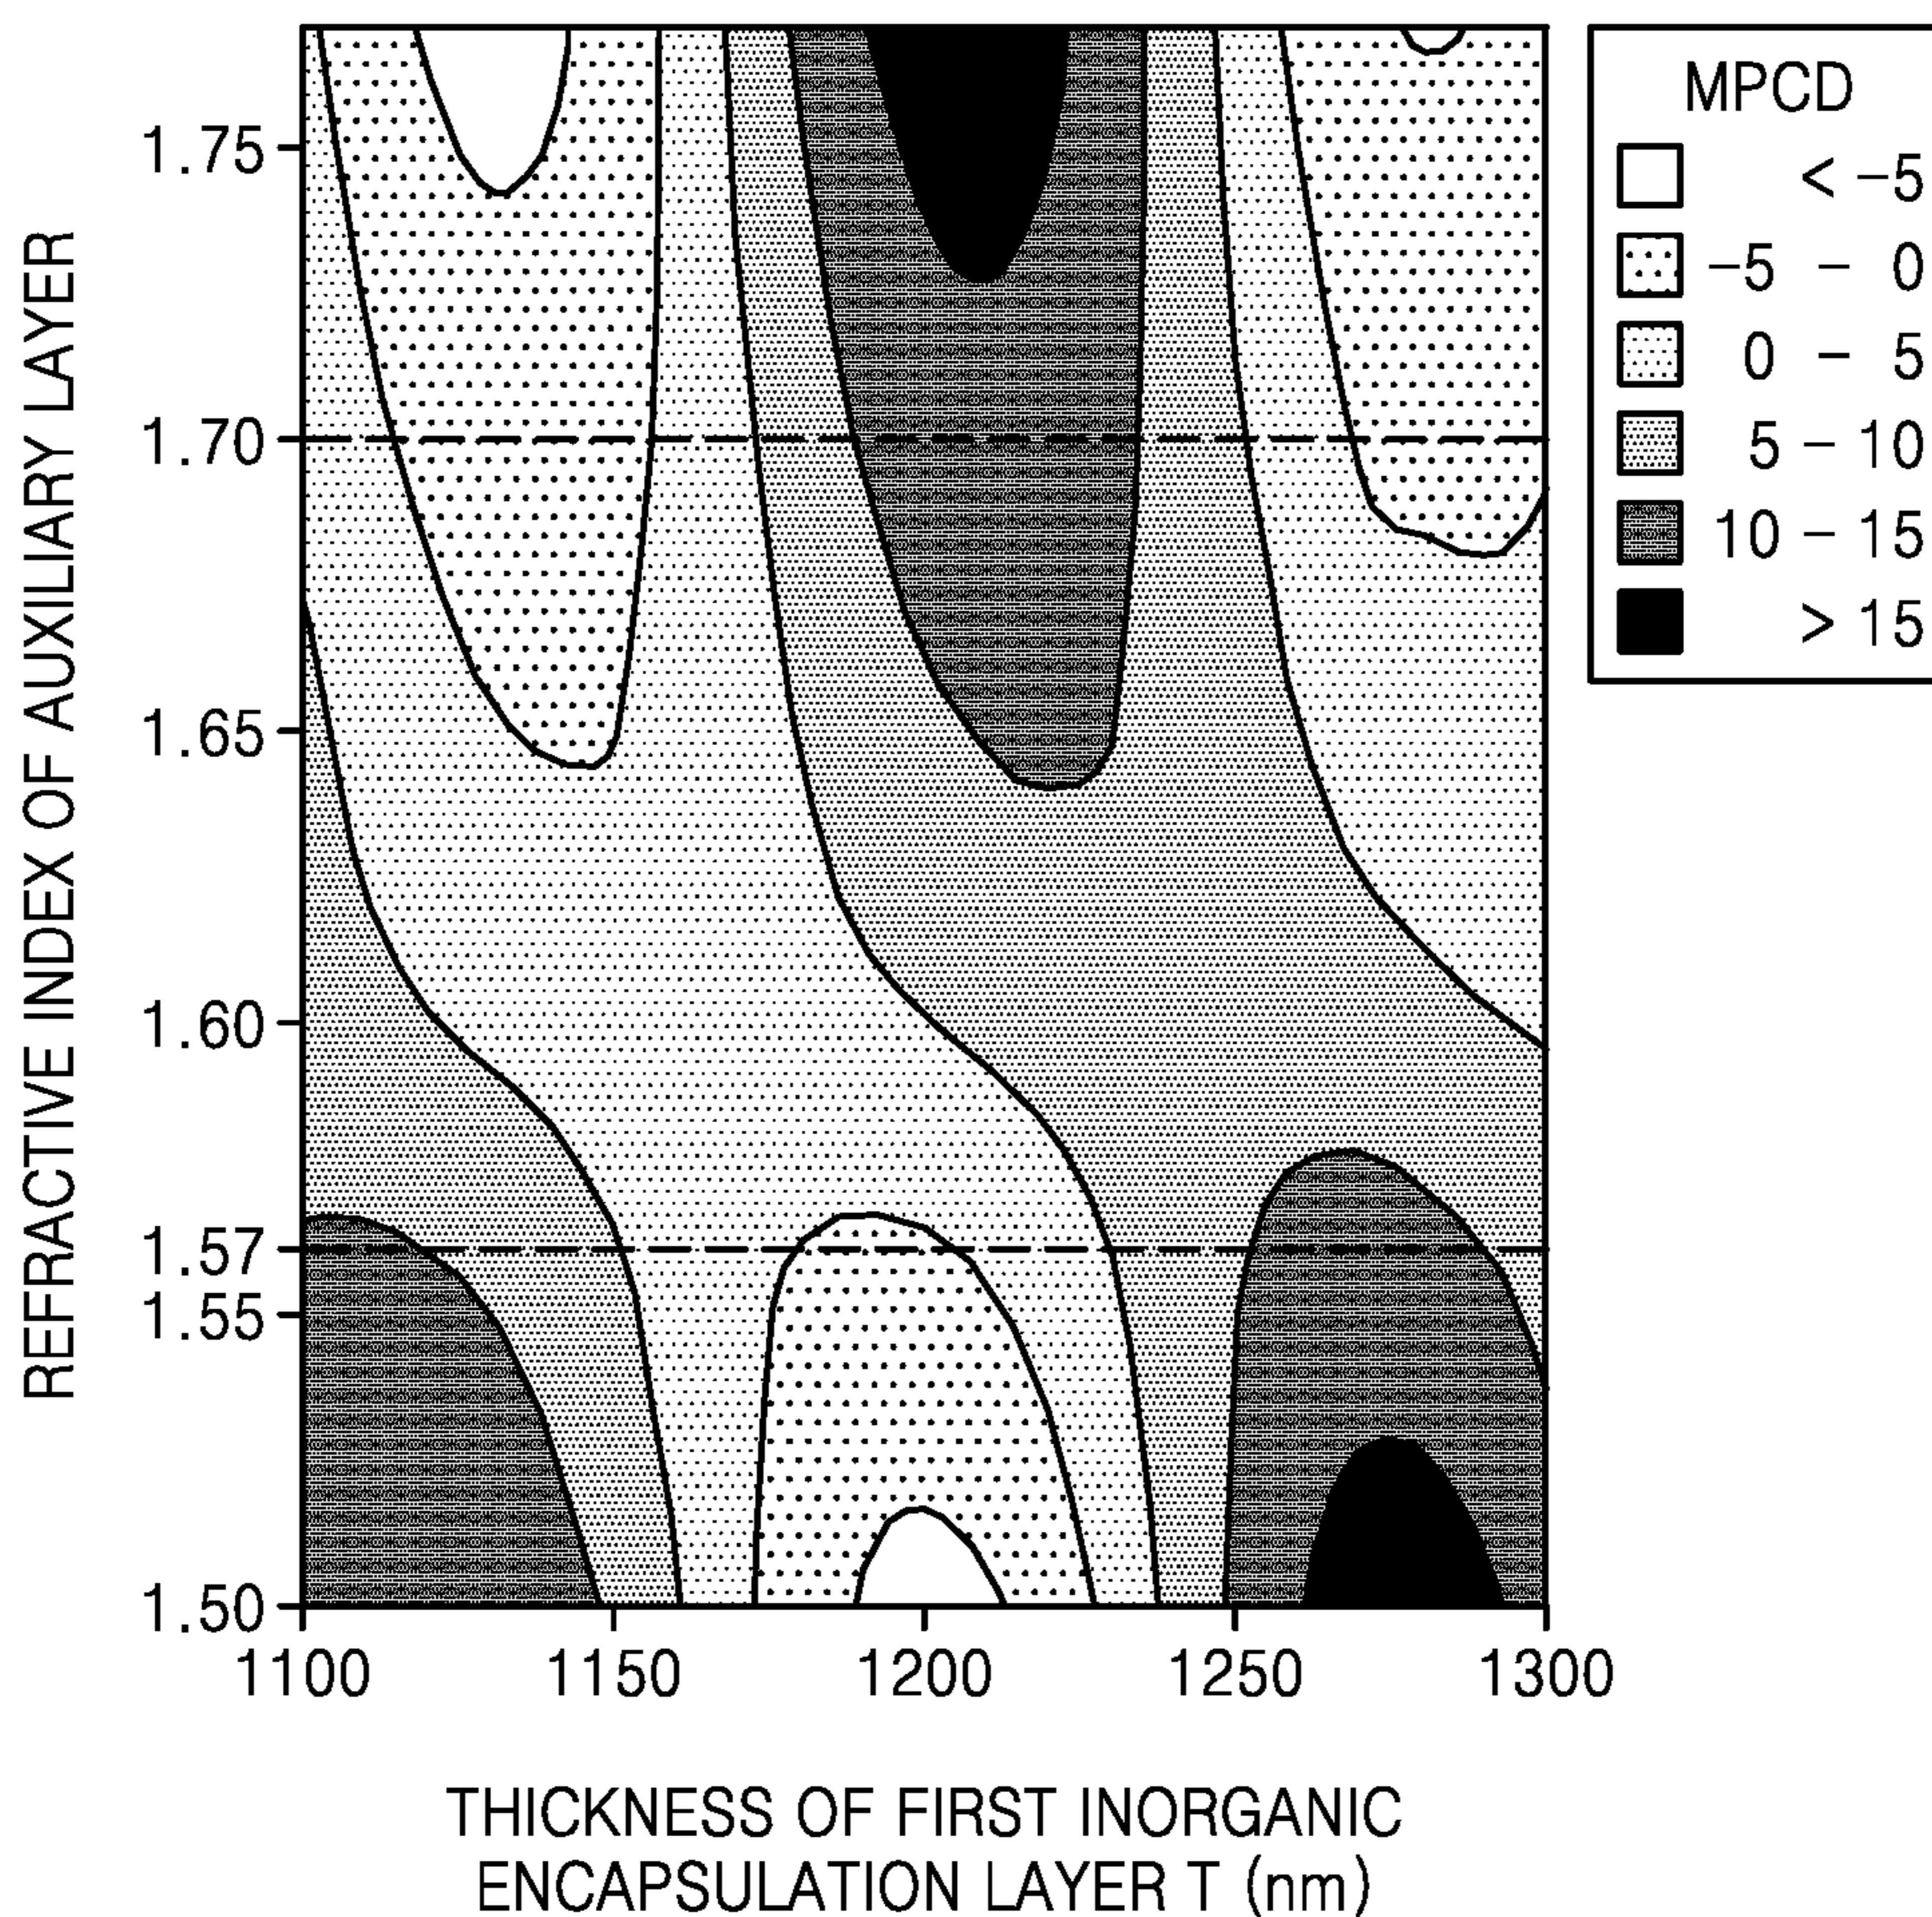 REFRACTIVE INDEX OF AUXILIARY LAYER
1.75
1.70
1.65
1.60
1.57
1.55
1.50
1100 1150 1200 1250 1300
THICKNESS OF FIRST INORGANIC
ENCAPSULATION LAYER T (nm)
MPCD
< -5
-5 - 0
0 - 5
5 - 10
10 - 15
> 15